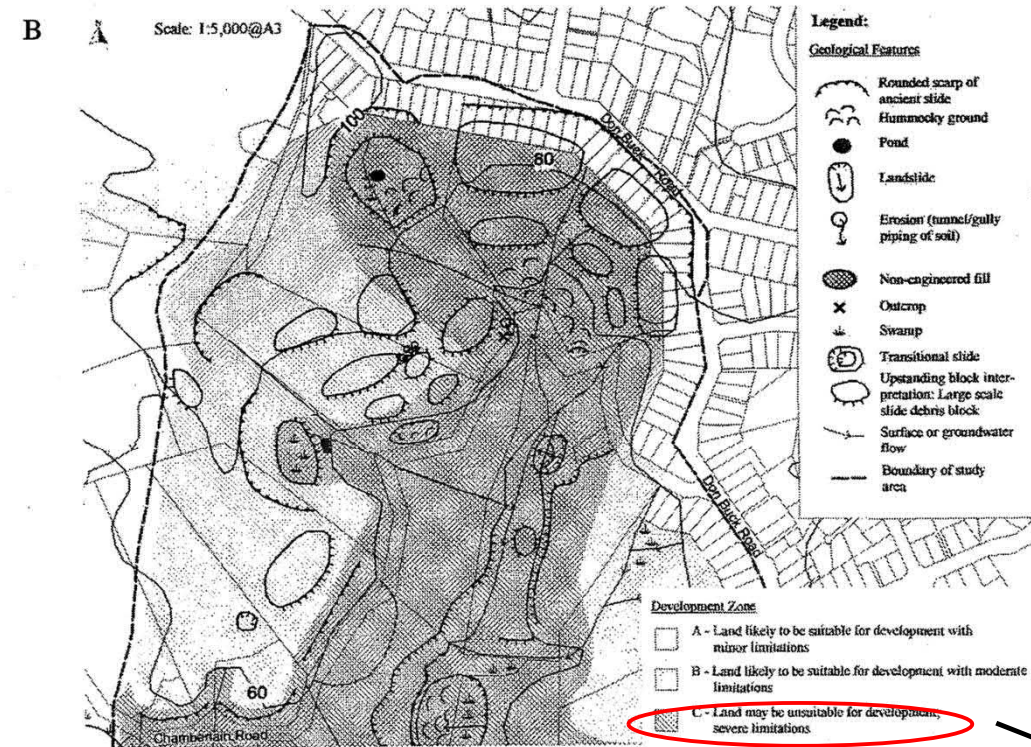 B
Scale: 1:5,000@A3
Legend:
Geological Features
Rounded scarp of
ancient slide
Hummocky ground
Pond
Landslide
Erosion (tunnel/gully
piping of soil)
Non-engineered fill
Outcrop
Swamp
Transitional slide
Upstanding block inter-
pretation: Large scale
slide debris block
Surface or groundwater
flow
Boundary of study
area
100
80
Don Buck Road
Don Buck Road
60
Chamberlain Road
Development Zone
A - Land likely to be suitable for development with
minor limitations
B - Land likely to be suitable for development with moderate
limitations
C - Land may be unsuitable for development,
severe limitations